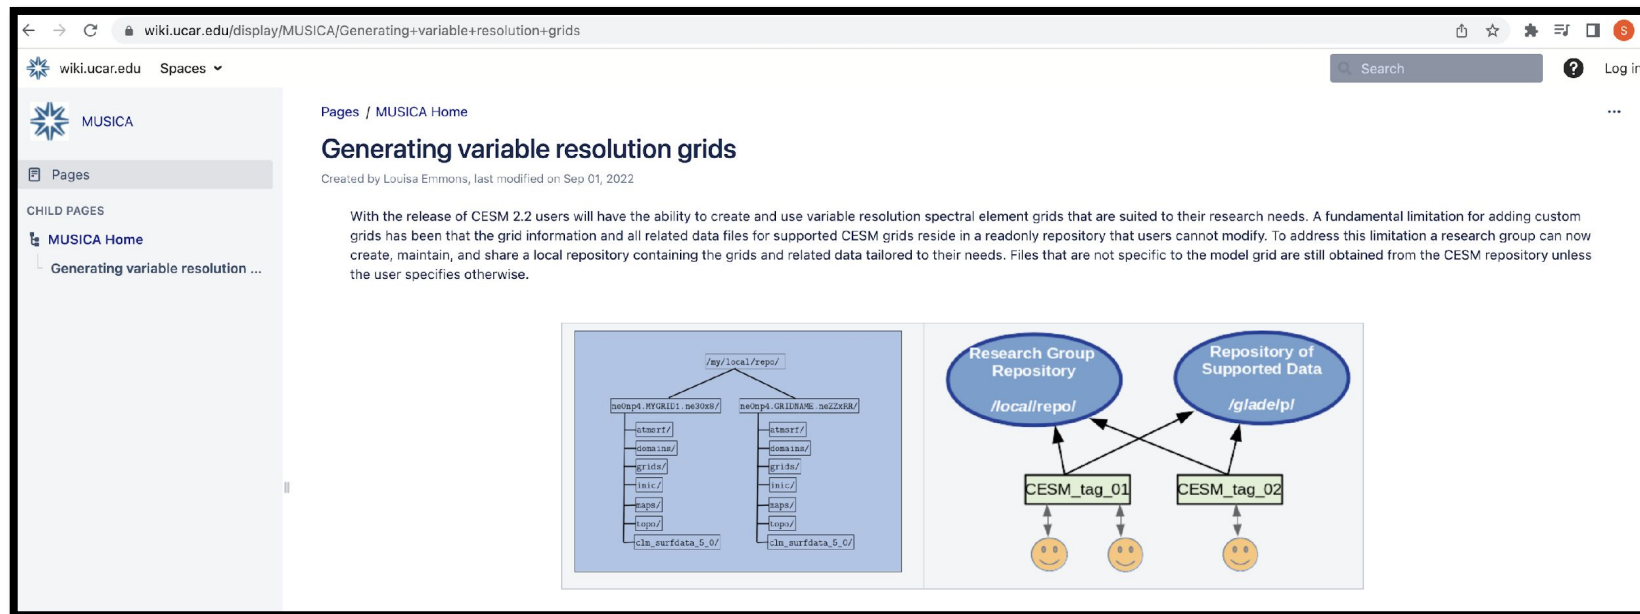 wiki.ucar.edu/display/MUSICA/Generating+variable+resolution+grids
S
wiki.ucar.edu Spaces
Search
? Log in
MUSICA
Pages
CHILD PAGES
MUSICA Home
Generating variable resolution ...
Pages / MUSICA Home
...
Generating variable resolution grids
Created by Louisa Emmons, last modified on Sep 01, 2022
With the release of CESM 2.2 users will have the ability to create and use variable resolution spectral element grids that are suited to their research needs. A fundamental limitation for adding custom
grids has been that the grid information and all related data files for supported CESM grids reside in a readonly repository that users cannot modify. To address this limitation a research group can now
create, maintain, and share a local repository containing the grids and related data tailored to their needs. Files that are not specific to the model grid are still obtained from the CESM repository unless
the user specifies otherwise.
/my/local/repo/
ne0np4.MYGRID1.ne30x8/
atmsrf/
domains/
grids/
inic/
maps/
topo/
clm_surfdata_5_0/
ne0np4.GRIDNAME.neZZxRR/
atmsrf/
domains/
grids/
inic/
maps/
topo/
clm_surfdata_5_0/
Research Group
Repository
/local/repo/
Repository of
Supported Data
/glade/p/
CESM_tag_01
CESM_tag_02